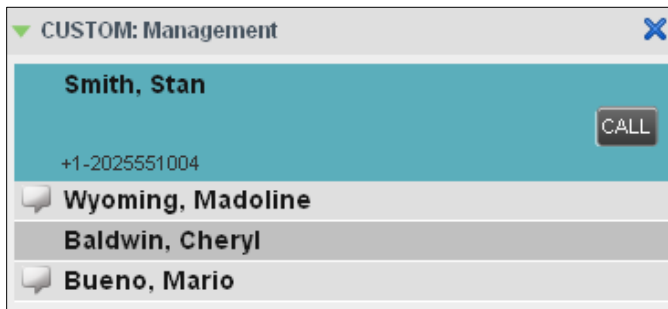 CUSTOM: Management
Smith, Stan
CALL
+1-2025551004
Wyoming, Madoline
Baldwin, Cheryl
Bueno, Mario